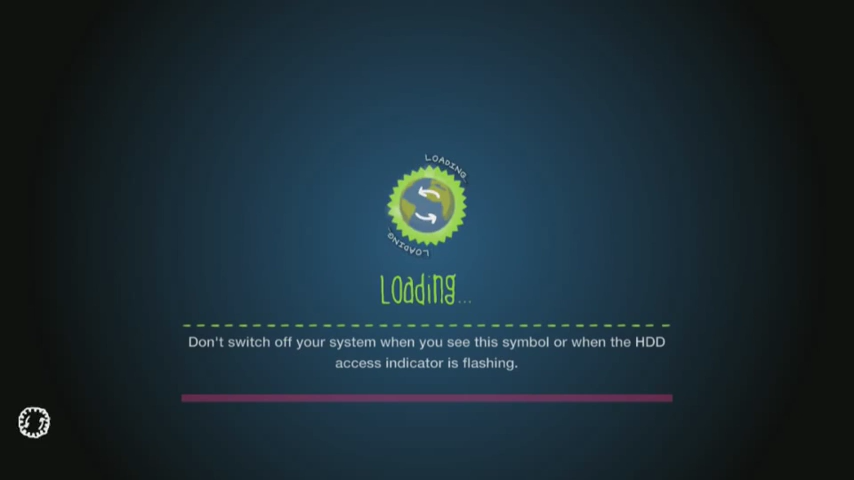 LOADING
LOADING
Loading...
Don't switch off your system when you see this symbol or when the HDD
access indicator is flashing.